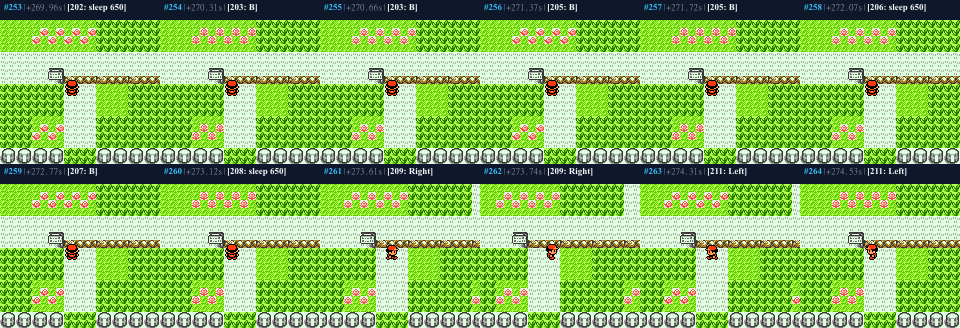 #253 |+269.96s| [202: sleep 650]
#254 |+270.31s| [203: B]
#255 |+270.66s| [203: B]
#256 |+271.37s| [205: B]
#257 |+271.72s| [205: B]
#258 |+272.07s| [206: sleep 650]
#259 |+272.77s| [207: B]
#260 |+273.12s| [208: sleep 650]
#261 |+273.61s| [209: Right]
#262 |+273.74s| [209: Right]
#263 |+274.31s| [211: Left]
#264 |+274.53s| [211: Left]